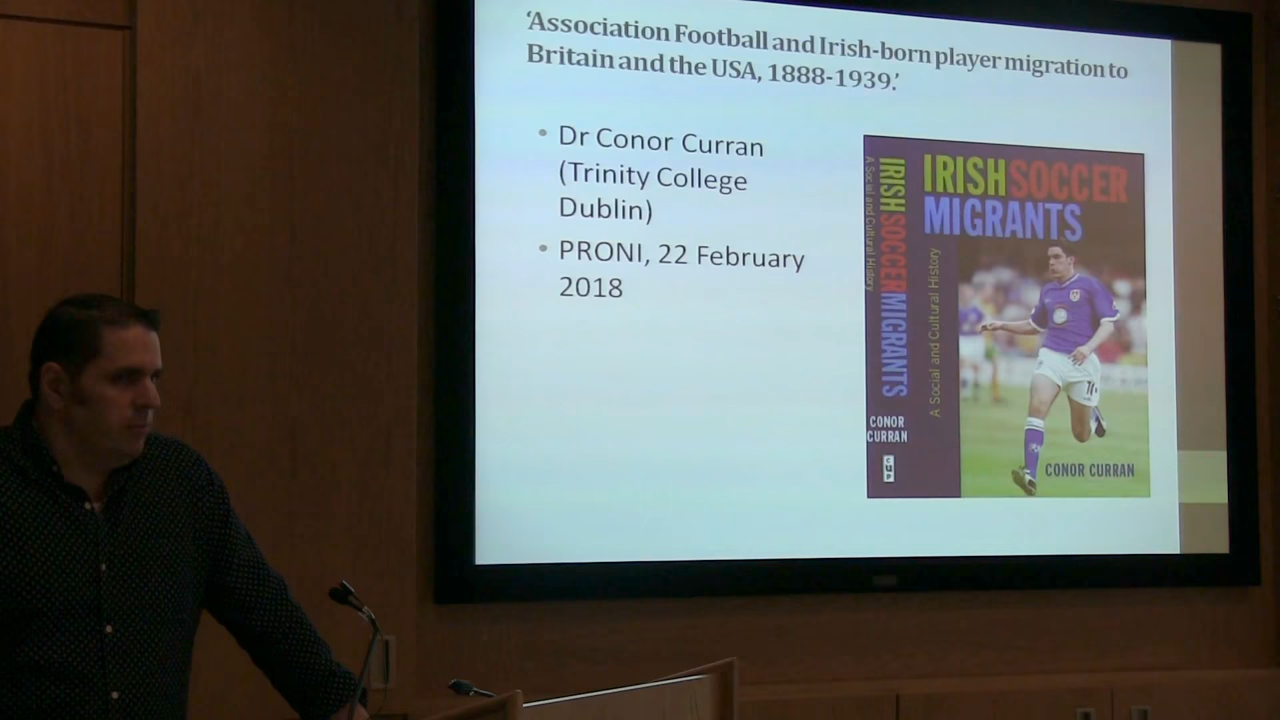 ‘Association Football and Irish-born player migration to
Britain and the USA, 1888-1939.’
• Dr Conor Curran
(Trinity College
Dublin)
• PRONI, 22 February
2018
IRISH SOCCER MIGRANTS
A Social and Cultural History
CONOR
CURRAN
CUP
IRISH SOCCER
MIGRANTS
A Social and Cultural History
CONOR CURRAN